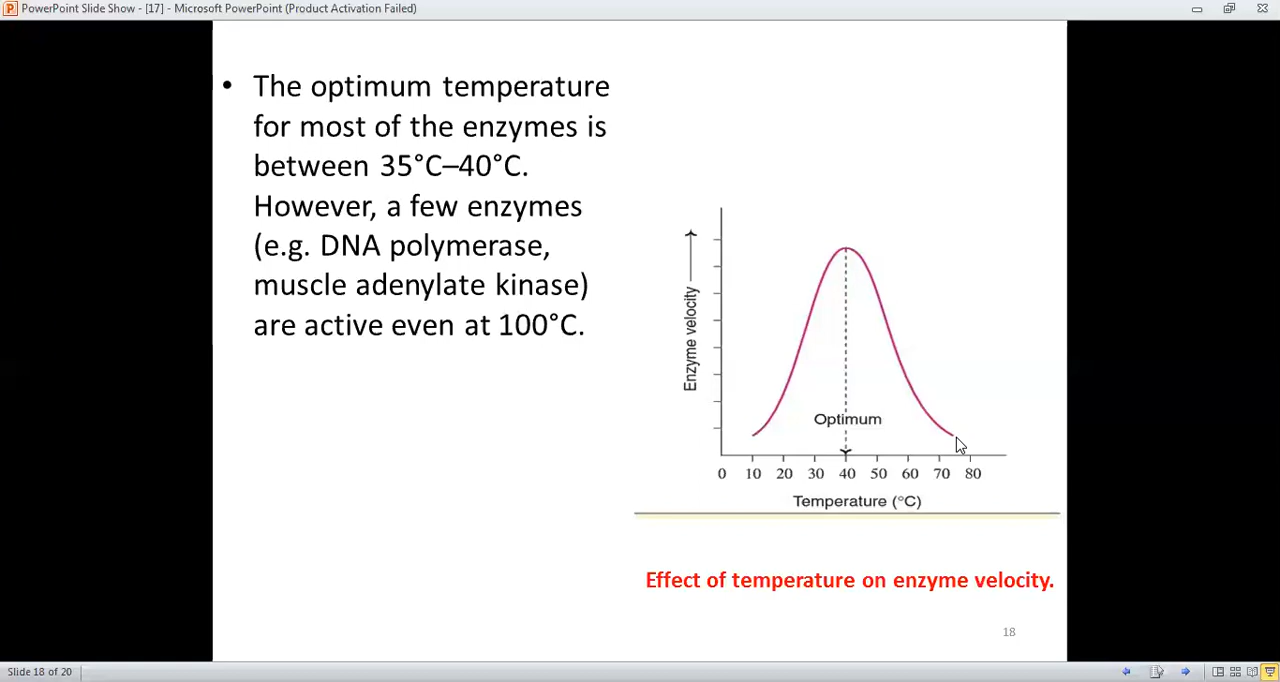 PowerPoint Slide Show - [17] - Microsoft PowerPoint (Product Activation Failed)
• The optimum temperature
for most of the enzymes is
between 35°C–40°C.
However, a few enzymes
(e.g. DNA polymerase,
muscle adenylate kinase)
are active even at 100°C.
Enzyme velocity
Optimum
0 10 20 30 40 50 60 70 80
Temperature (°C)
Effect of temperature on enzyme velocity.
18
Slide 18 of 20